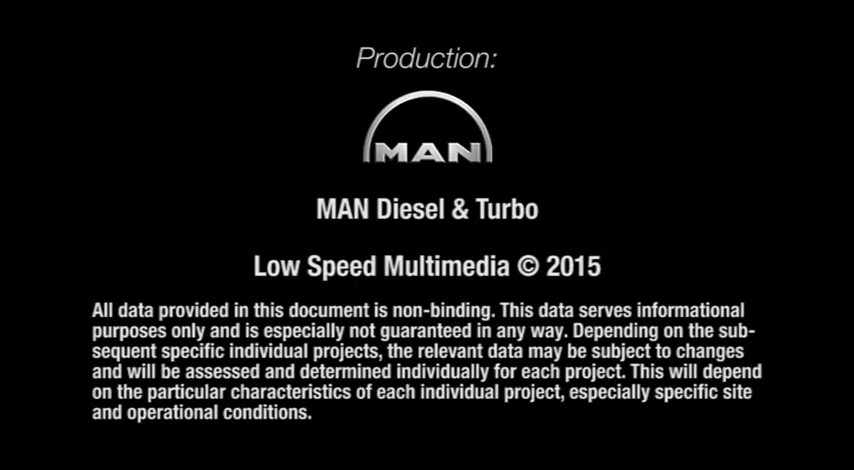 Production:
MAN
MAN Diesel & Turbo
Low Speed Multimedia © 2015
All data provided in this document is non-binding. This data serves informational
purposes only and is especially not guaranteed in any way. Depending on the sub-
sequent specific individual projects, the relevant data may be subject to changes
and will be assessed and determined individually for each project. This will depend
on the particular characteristics of each individual project, especially specific site
and operational conditions.